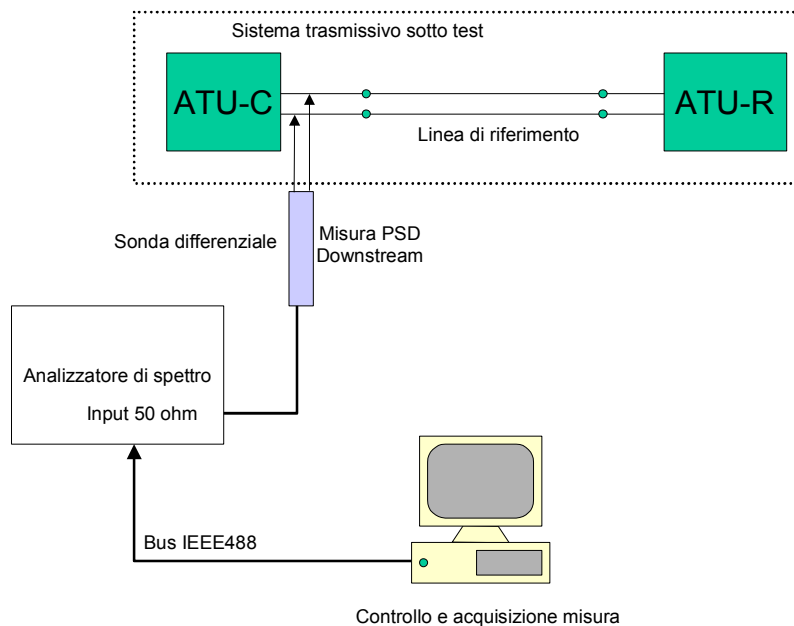 Sistema trasmissivo sotto test
ATU-C
ATU-R
Linea di riferimento
Sonda differenziale
Misura PSD
Downstream
Analizzatore di spettro
Input 50 ohm
Bus IEEE488
Controllo e acquisizione misura